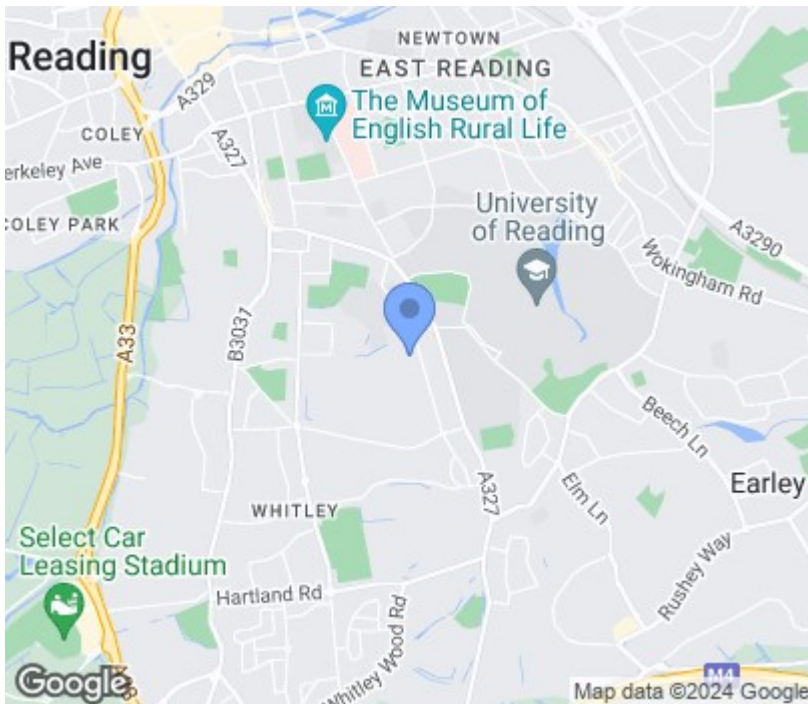 NEWTOWN
Reading
EAST READING
A329
The Museum of
English Rural Life
COLEY
A327
erkeley Ave
University
of Reading
A3290
COLEY PARK
Wokingham Rd
A33
B3031
Beech Ln
A327
Elm Ln
Earley
WHITLEY
Select Car
Leasing Stadium
Rushey Way
Hartland Rd
Whitley Wood Rd
M4
Google
Map data ©2024 Google